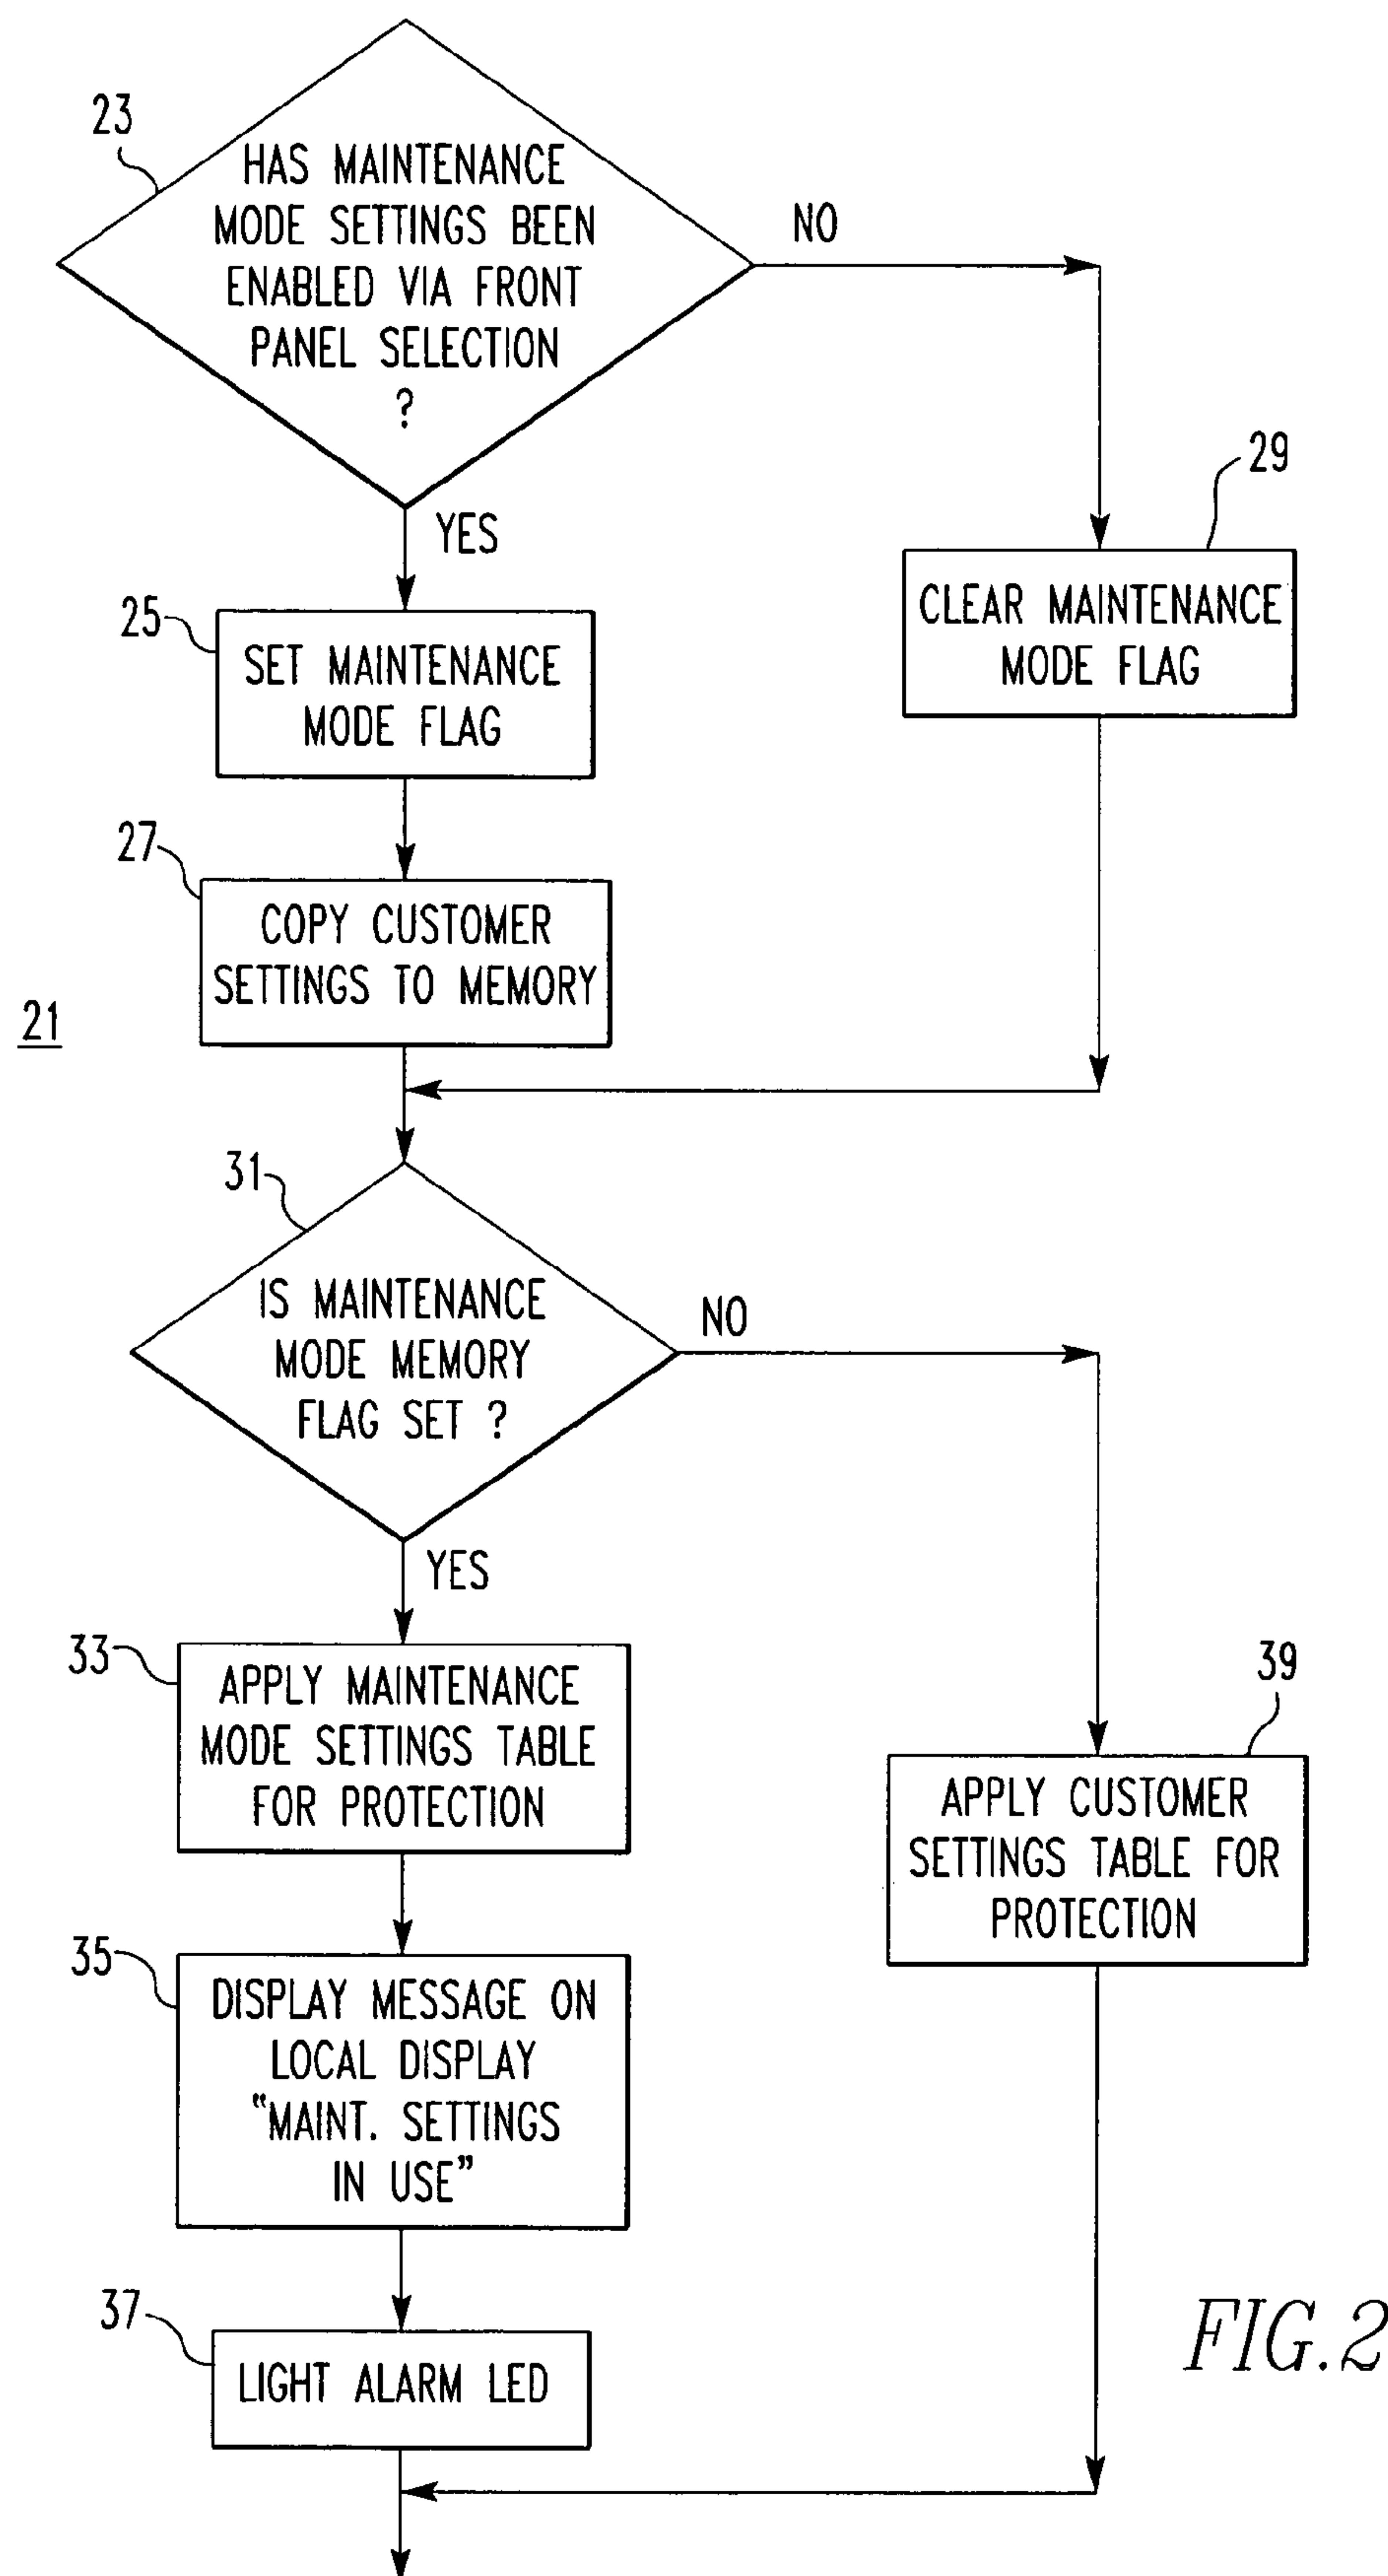 23
HAS MAINTENANCE
MODE SETTINGS BEEN
ENABLED VIA FRONT
PANEL SELECTION
?
NO
YES
29
CLEAR MAINTENANCE
MODE FLAG
25
SET MAINTENANCE
MODE FLAG
27
COPY CUSTOMER
SETTINGS TO MEMORY
21
31
IS MAINTENANCE
MODE MEMORY
FLAG SET ?
NO
YES
33
APPLY MAINTENANCE
MODE SETTINGS TABLE
FOR PROTECTION
39
APPLY CUSTOMER
SETTINGS TABLE FOR
PROTECTION
35
DISPLAY MESSAGE ON
LOCAL DISPLAY
“MAINT. SETTINGS
IN USE”
37
LIGHT ALARM LED
FIG.2